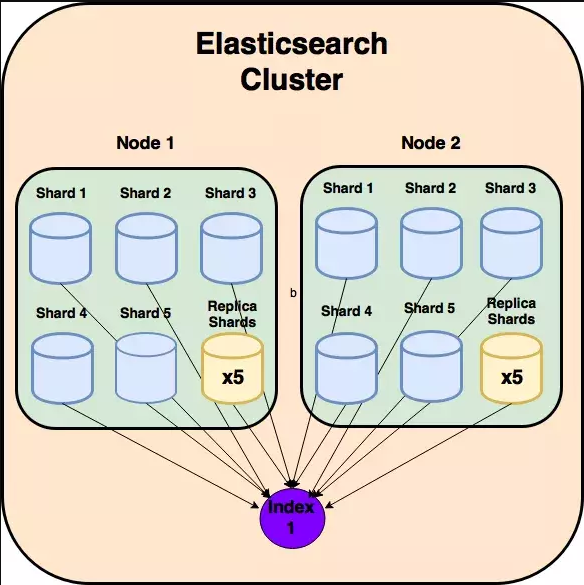 Elasticsearch
Cluster
Node 1
Node 2
Shard 1 Shard 2 Shard 3
Shard 1 Shard 2 Shard 3
b
Shard 4 Shard 5 Replica
Shards
Shard 4 Shard 5 Replica
Shards
x5
x5
Index
1